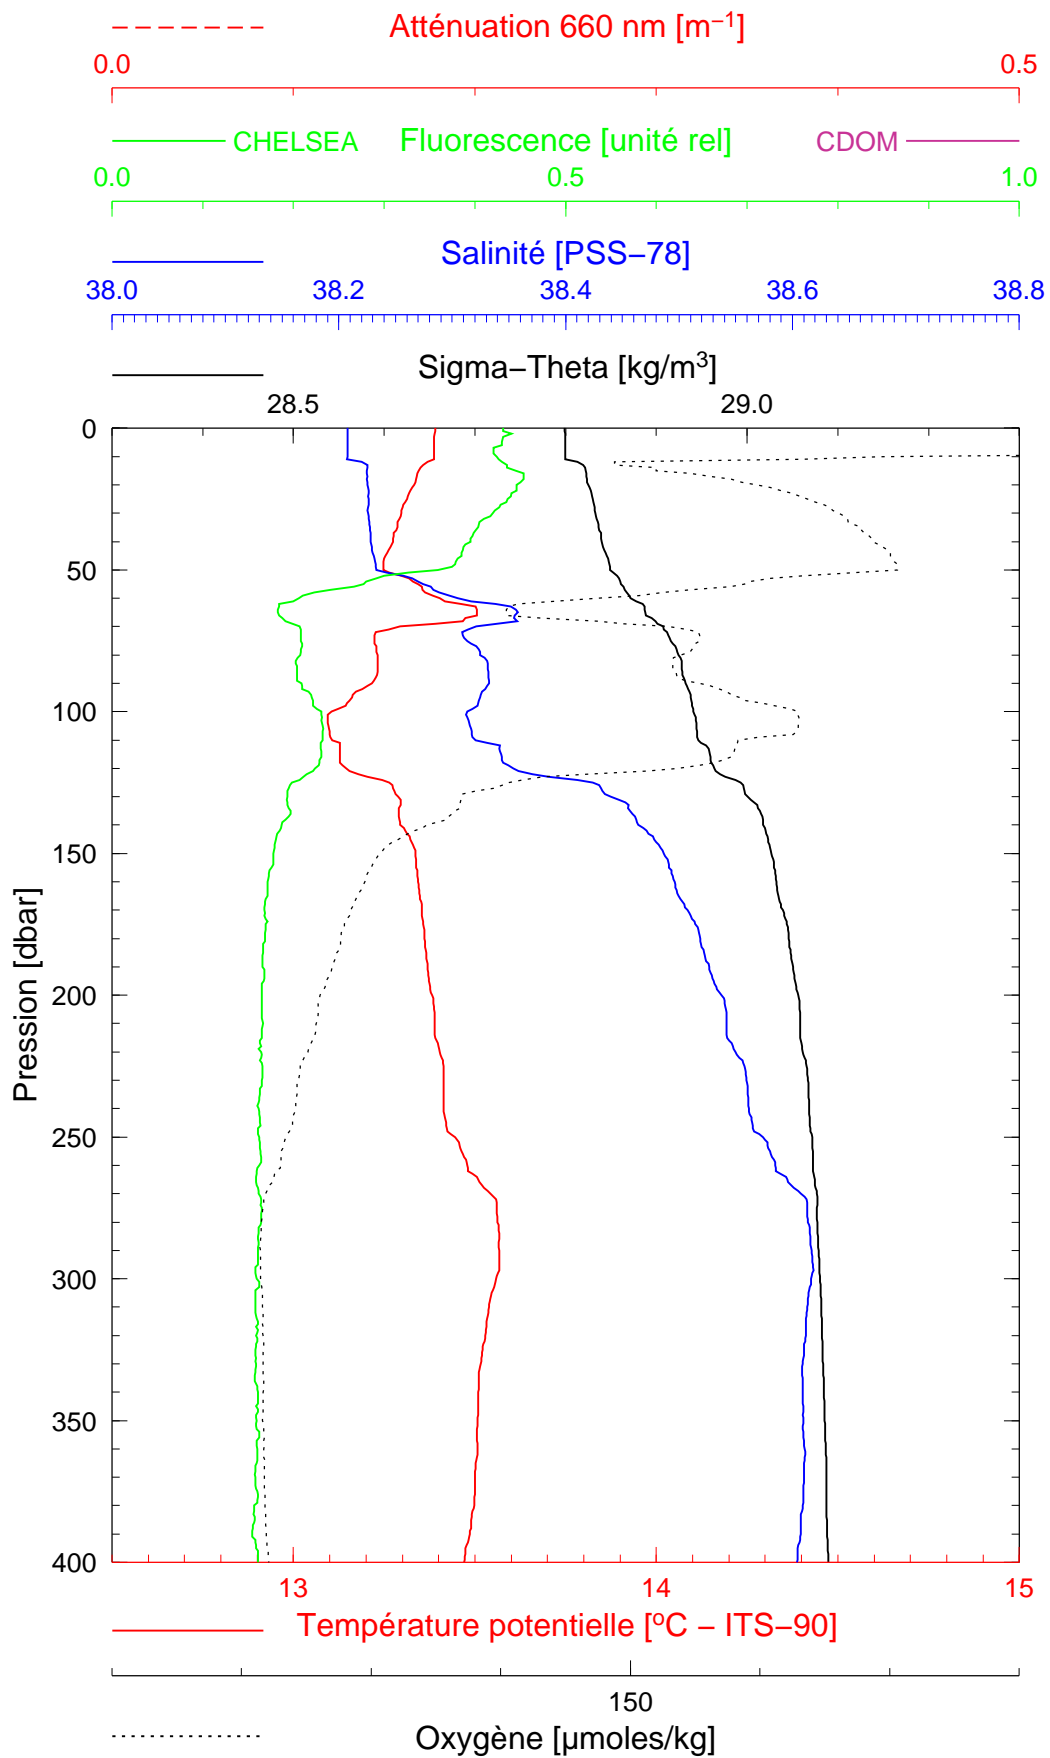 Atténuation 660 nm [m−1]
0.0 0.5
CHELSEA Fluorescence [unité rel] CDOM
0.0 0.5 1.0
Salinité [PSS−78]
38.0 38.2 38.4 38.6 38.8
Sigma−Theta [kg/m3]
28.5 29.0
0
50
100
150
200
250
300
350
400
Pression [dbar]
13 14 15
Température potentielle [oC − ITS−90]
150
Oxygène [µmoles/kg]